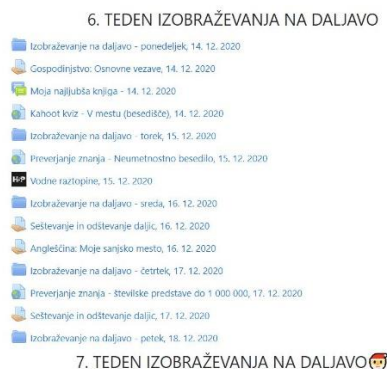 6. TEDEN IZOBRAŽEVANJA NA DALJAVO
Izobraževanje na daljavo - ponedeljek, 14. 12. 2020
Gospodinjstvo: Osnovne vezave, 14. 12. 2020
Moja najljubša knjiga - 14. 12. 2020
Kahoot kviz - V mestu (besedišče), 14. 12. 2020
Izobraževanje na daljavo - torek, 15. 12. 2020
Preverjanje znanja - Neumetnostno besedilo, 15. 12. 2020
H-P Vodne raztopine, 15. 12. 2020
Izobraževanje na daljavo - sreda, 16. 12. 2020
Seštevanje in odštevanje daljic, 16. 12. 2020
Angleščina: Moje sanjsko mesto, 16. 12. 2020
Izobraževanje na daljavo - četrtek, 17. 12. 2020
Preverjanje znanja - številske predstave do 1 000 000, 17. 12. 2020
Seštevanje in odštevanje daljic, 17. 12. 2020
Izobraževanje na daljavo - petek, 18. 12. 2020
7. TEDEN IZOBRAŽEVANJA NA DALJAVO